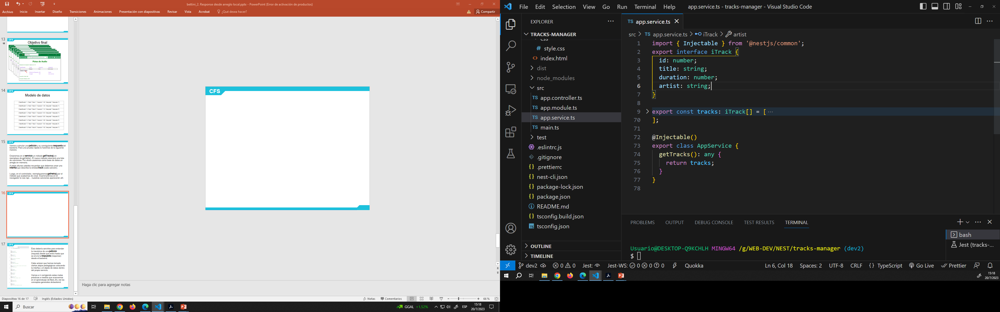 bettini_2. Response desde arreglo local.pptx - PowerPoint (Error de activación de productos)
Archivo Inicio Insertar Diseño Transiciones Animaciones Presentación con diapositivas Revisar Vista Acrobat ¿Qué desea hacer? Compartir
13
CFS
Objetivo final
Pistas de Audio
14
CFS
Modelo de datos
15
CFS
Vamos a simular una petición y su consiguiente respuesta del
backend. Para una prueba rápida lo haremos de la siguiente
manera:
Crearemos en el servicio un método getTracks() en
reemplazo de getHello(). El nuevo método retornará una lista
de canciones. Por ahora usaremos como base de datos un
arreglo en memoria.
A estas alturas ustedes recuerdan que debemos crear una
interfaz que describa la entidad track (cada canción).
Luego, en el controlador, reemplazaremos getHello() por el
método que acabamos de crear. Examinaremos en el
navegador la ruta /api... nuestras canciones aparecerán allí.
16
CFS
17
CFS
Esto debería servirles para entender
la mecánica de una petición
(request) desde que entra hasta que
se envía la respuesta (response)
desde el backend.
Cabe aclarar que hemos tomado
ciertos atajos pedagógicos colocando
la interfaz y el objeto de datos dentro
del propio servicio.
Vamos a ir corrigiendo estas malas
prácticas a medida que avancemos
en el aprendizaje de Nest JS y de los
conceptos generales de backend.
CFS
Haga clic para agregar notas
Diapositiva 16 de 17 Inglés (Estados Unidos) Notas Comentarios 66 %
Buscar GGAL +1,52% ESP 15:18
20/7/2023
File Edit Selection View Go Run Terminal Help app.service.ts - tracks-manager - Visual Studio Code
EXPLORER
TRACKS-MANAGER
css
# style.css
<> index.html
dist
node_modules
src
TS app.controller.ts
TS app.module.ts
TS app.service.ts
TS main.ts
test
.eslintrc.js
.gitignore
{} .prettierrc
{} nest-cli.json
{} package-lock.json
{} package.json
README.md
{} tsconfig.build.json
TS tsconfig.json
OUTLINE
TIMELINE
TS app.service.ts
src > TS app.service.ts > iTrack > artist
1 import { Injectable } from '@nestjs/common';
2 export interface iTrack {
3 id: number;
4 title: string;
5 duration: number;
6 artist: string;
7 }
8
9 export const tracks: iTrack[] = [ ...
70 ];
71
72 @Injectable()
73 export class AppService {
74 getTracks(): any {
75 return tracks;
76 }
77 }
78
PROBLEMS OUTPUT DEBUG CONSOLE TEST RESULTS TERMINAL
bash
Jest (tracks-...
Usuario@DESKTOP-Q9KCHLH MINGW64 /g/WEB-DEV/NEST/tracks-manager (dev2)
$
dev2 0 0 Jest: Jest-WS: 0 0 0 Quokka Ln 6, Col 18 Spaces: 2 UTF-8 CRLF {} TypeScript Go Live Prettier
15:18
20/7/2023